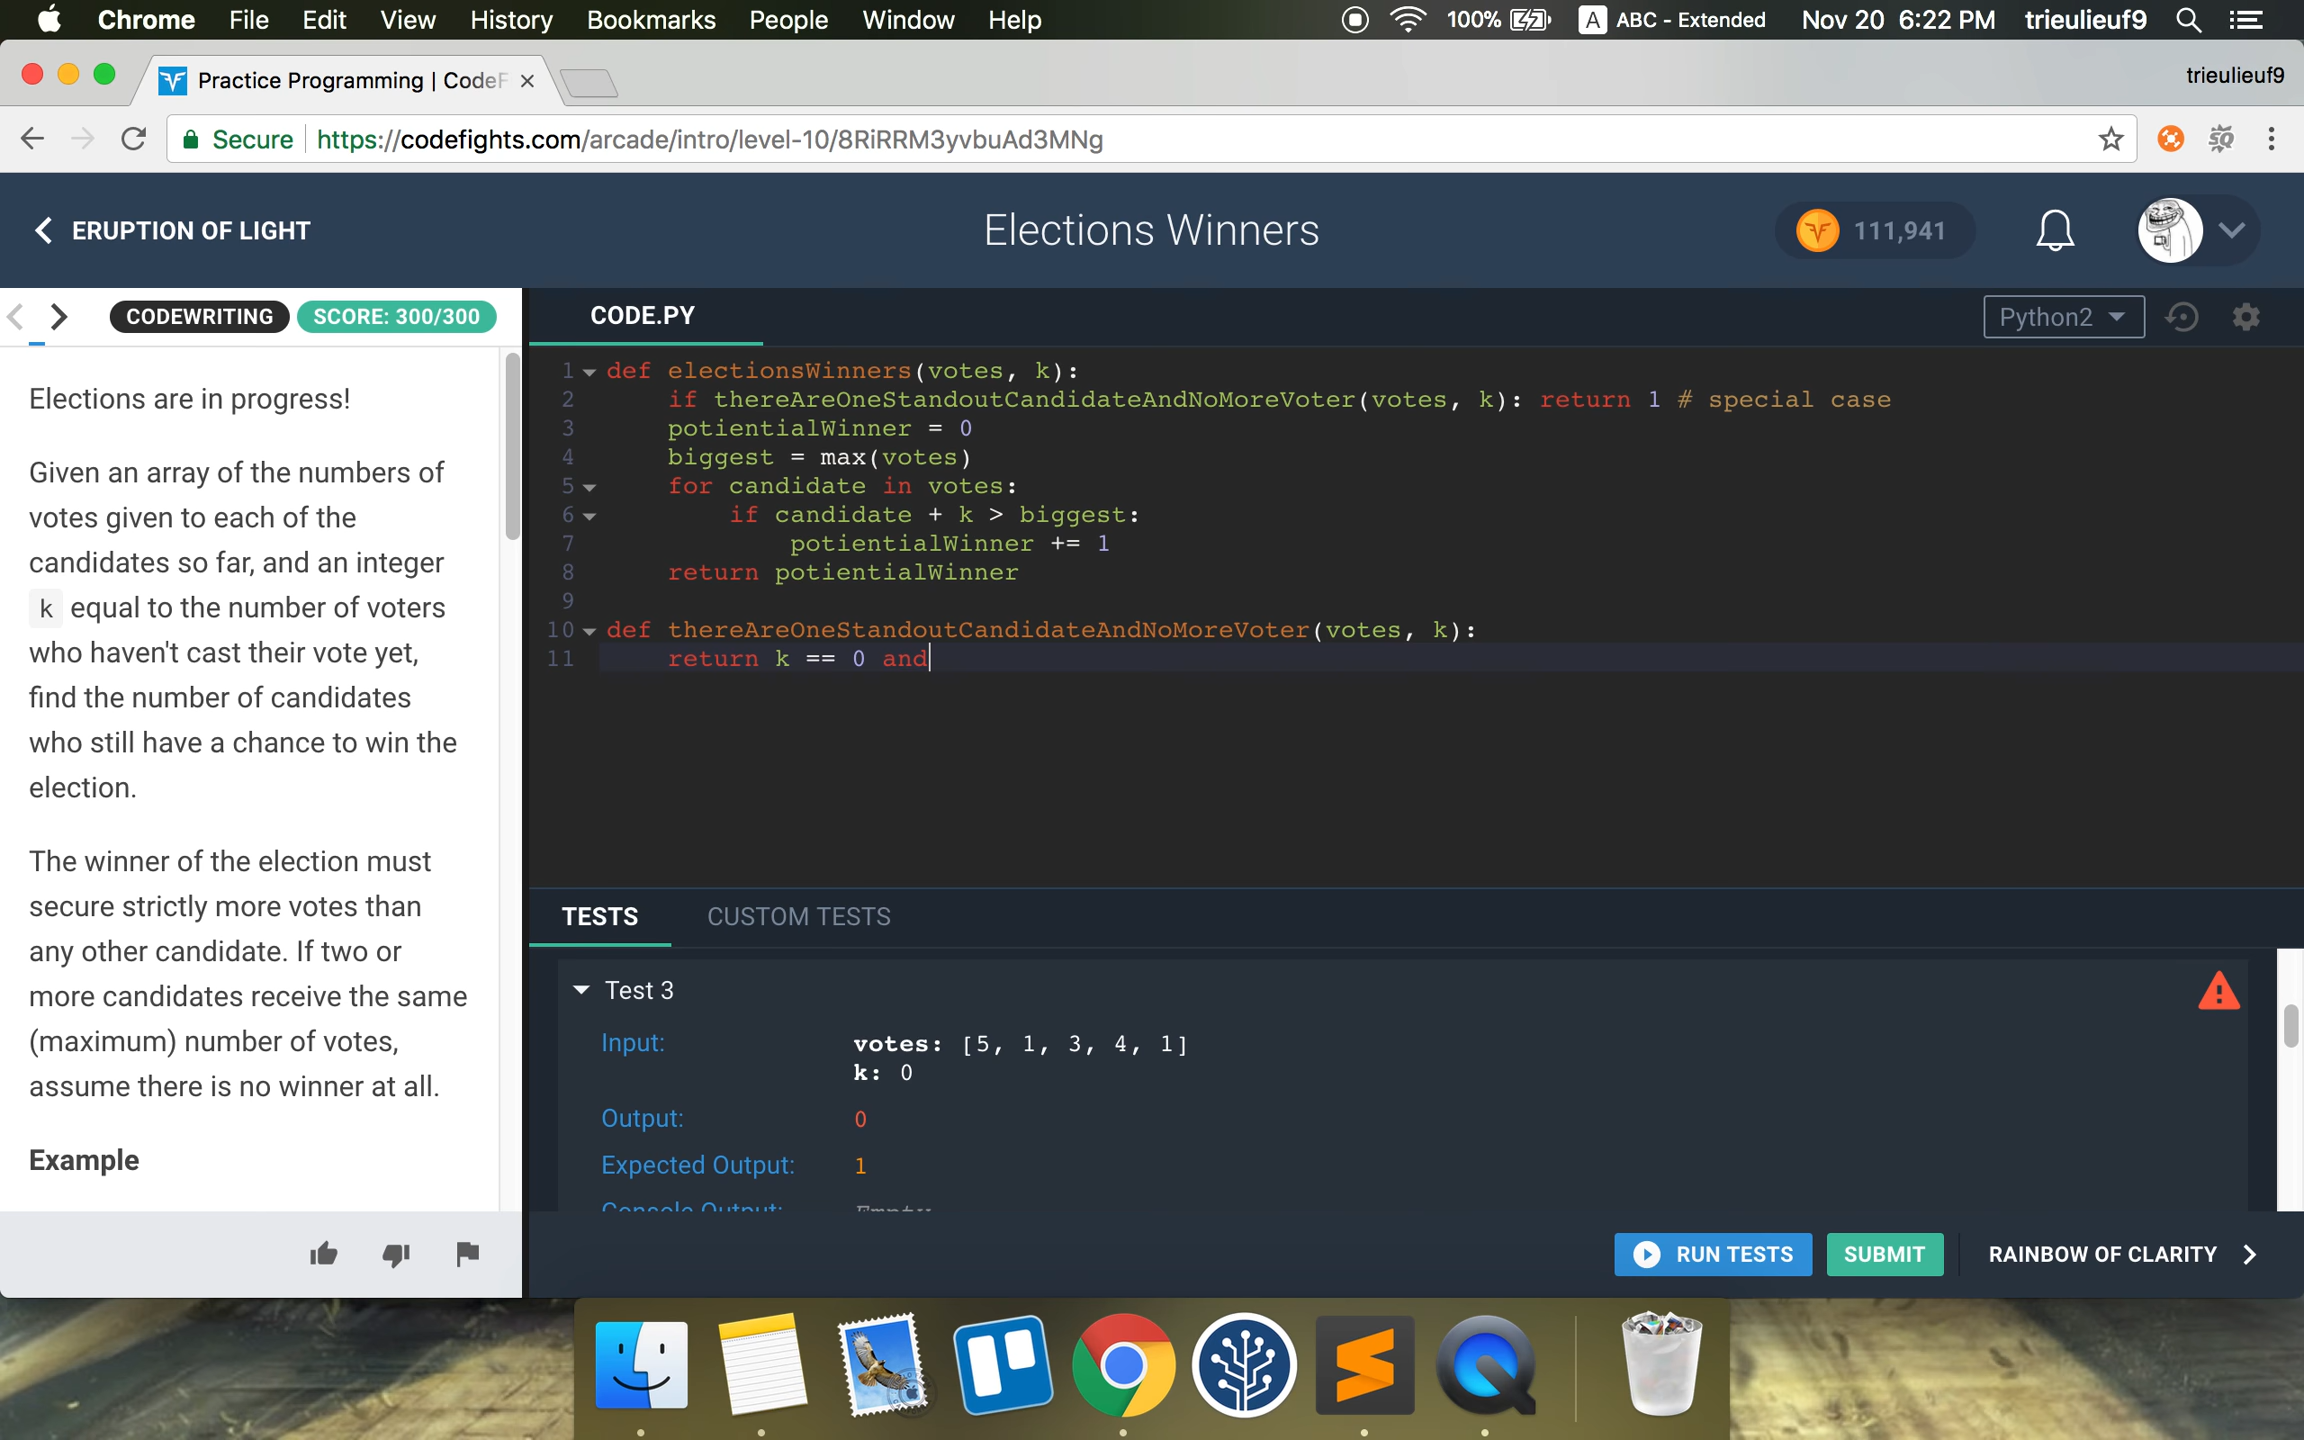 Chrome File Edit View History Bookmarks People Window Help 100% A ABC - Extended Nov 20 6:22 PM trieulieuf9
Practice Programming | CodeF trieulieuf9
Secure https://codefights.com/arcade/intro/level-10/8RiRRM3yvbuAd3MNg
ERUPTION OF LIGHT Elections Winners 111,941
CODEWRITING SCORE: 300/300
Elections are in progress!
Given an array of the numbers of
votes given to each of the
candidates so far, and an integer
k equal to the number of voters
who haven't cast their vote yet,
find the number of candidates
who still have a chance to win the
election.
The winner of the election must
secure strictly more votes than
any other candidate. If two or
more candidates receive the same
(maximum) number of votes,
assume there is no winner at all.
Example
CODE.PY Python2
1 def electionsWinners(votes, k):
2 if thereAreOneStandoutCandidateAndNoMoreVoter(votes, k): return 1 # special case
3 potientialWinner = 0
4 biggest = max(votes)
5 for candidate in votes:
6 if candidate + k > biggest:
7 potientialWinner += 1
8 return potientialWinner
9
10 def thereAreOneStandoutCandidateAndNoMoreVoter(votes, k):
11 return k == 0 and
TESTS CUSTOM TESTS
Test 3
Input: votes: [5, 1, 3, 4, 1]
k: 0
Output: 0
Expected Output: 1
Console Output: Empty
RUN TESTS SUBMIT RAINBOW OF CLARITY